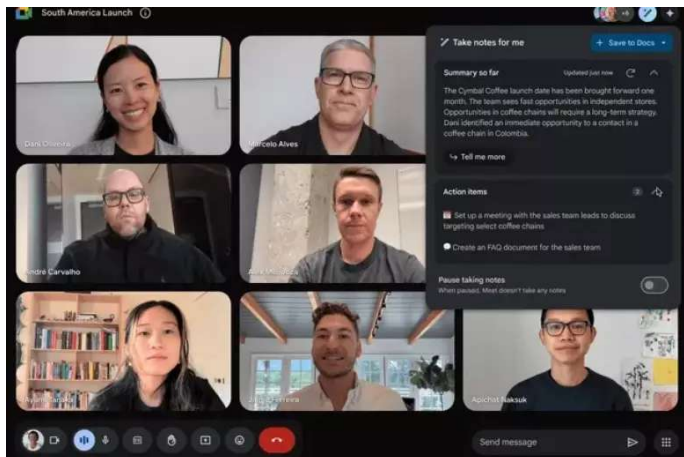 South America Launch
+8
Take notes for me
+ Save to Docs
Summary so far
Updated just now
The Cymbal Coffee launch date has been brought forward one
month. The team sees fast opportunities in independent stores.
Opportunities in coffee chains will require a long-term strategy.
Dani identified an immediate opportunity to a contact in a
coffee chain in Colombia.
Tell me more
Action items
Set up a meeting with the sales team leads to discuss
targeting select coffee chains
Create an FAQ document for the sales team
Pause taking notes
When paused, Meet doesn't take any notes
Dani Oliveira
Marcelo Alves
André Carvalho
Ayumi Tanaka
Ferreira
Apichat Naksuk
Send message